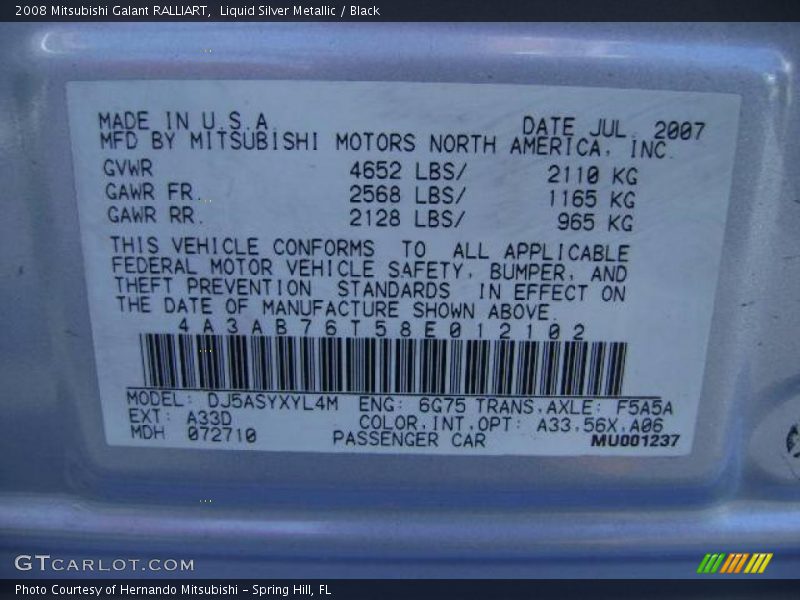 2008 Mitsubishi Galant RALLIART,  Liquid Silver Metallic / Black
MADE IN U.S.A. DATE JUL. 2007
MFD BY MITSUBISHI MOTORS NORTH AMERICA, INC.
GVWR 4652 LBS/ 2110 KG
GAWR FR. 2568 LBS/ 1165 KG
GAWR RR. 2128 LBS/ 965 KG
THIS VEHICLE CONFORMS TO ALL APPLICABLE
FEDERAL MOTOR VEHICLE SAFETY, BUMPER, AND
THEFT PREVENTION STANDARDS IN EFFECT ON
THE DATE OF MANUFACTURE SHOWN ABOVE.
4A3AB76T58E012102
MODEL: DJ5ASYXYL4M ENG: 6G75 TRANS.AXLE: F5A5A
EXT: A33D COLOR.INT.OPT: A33.56X.A06
MDH 072710 PASSENGER CAR MU001237
GTCARLOT.COM
Photo Courtesy of Hernando Mitsubishi - Spring Hill, FL